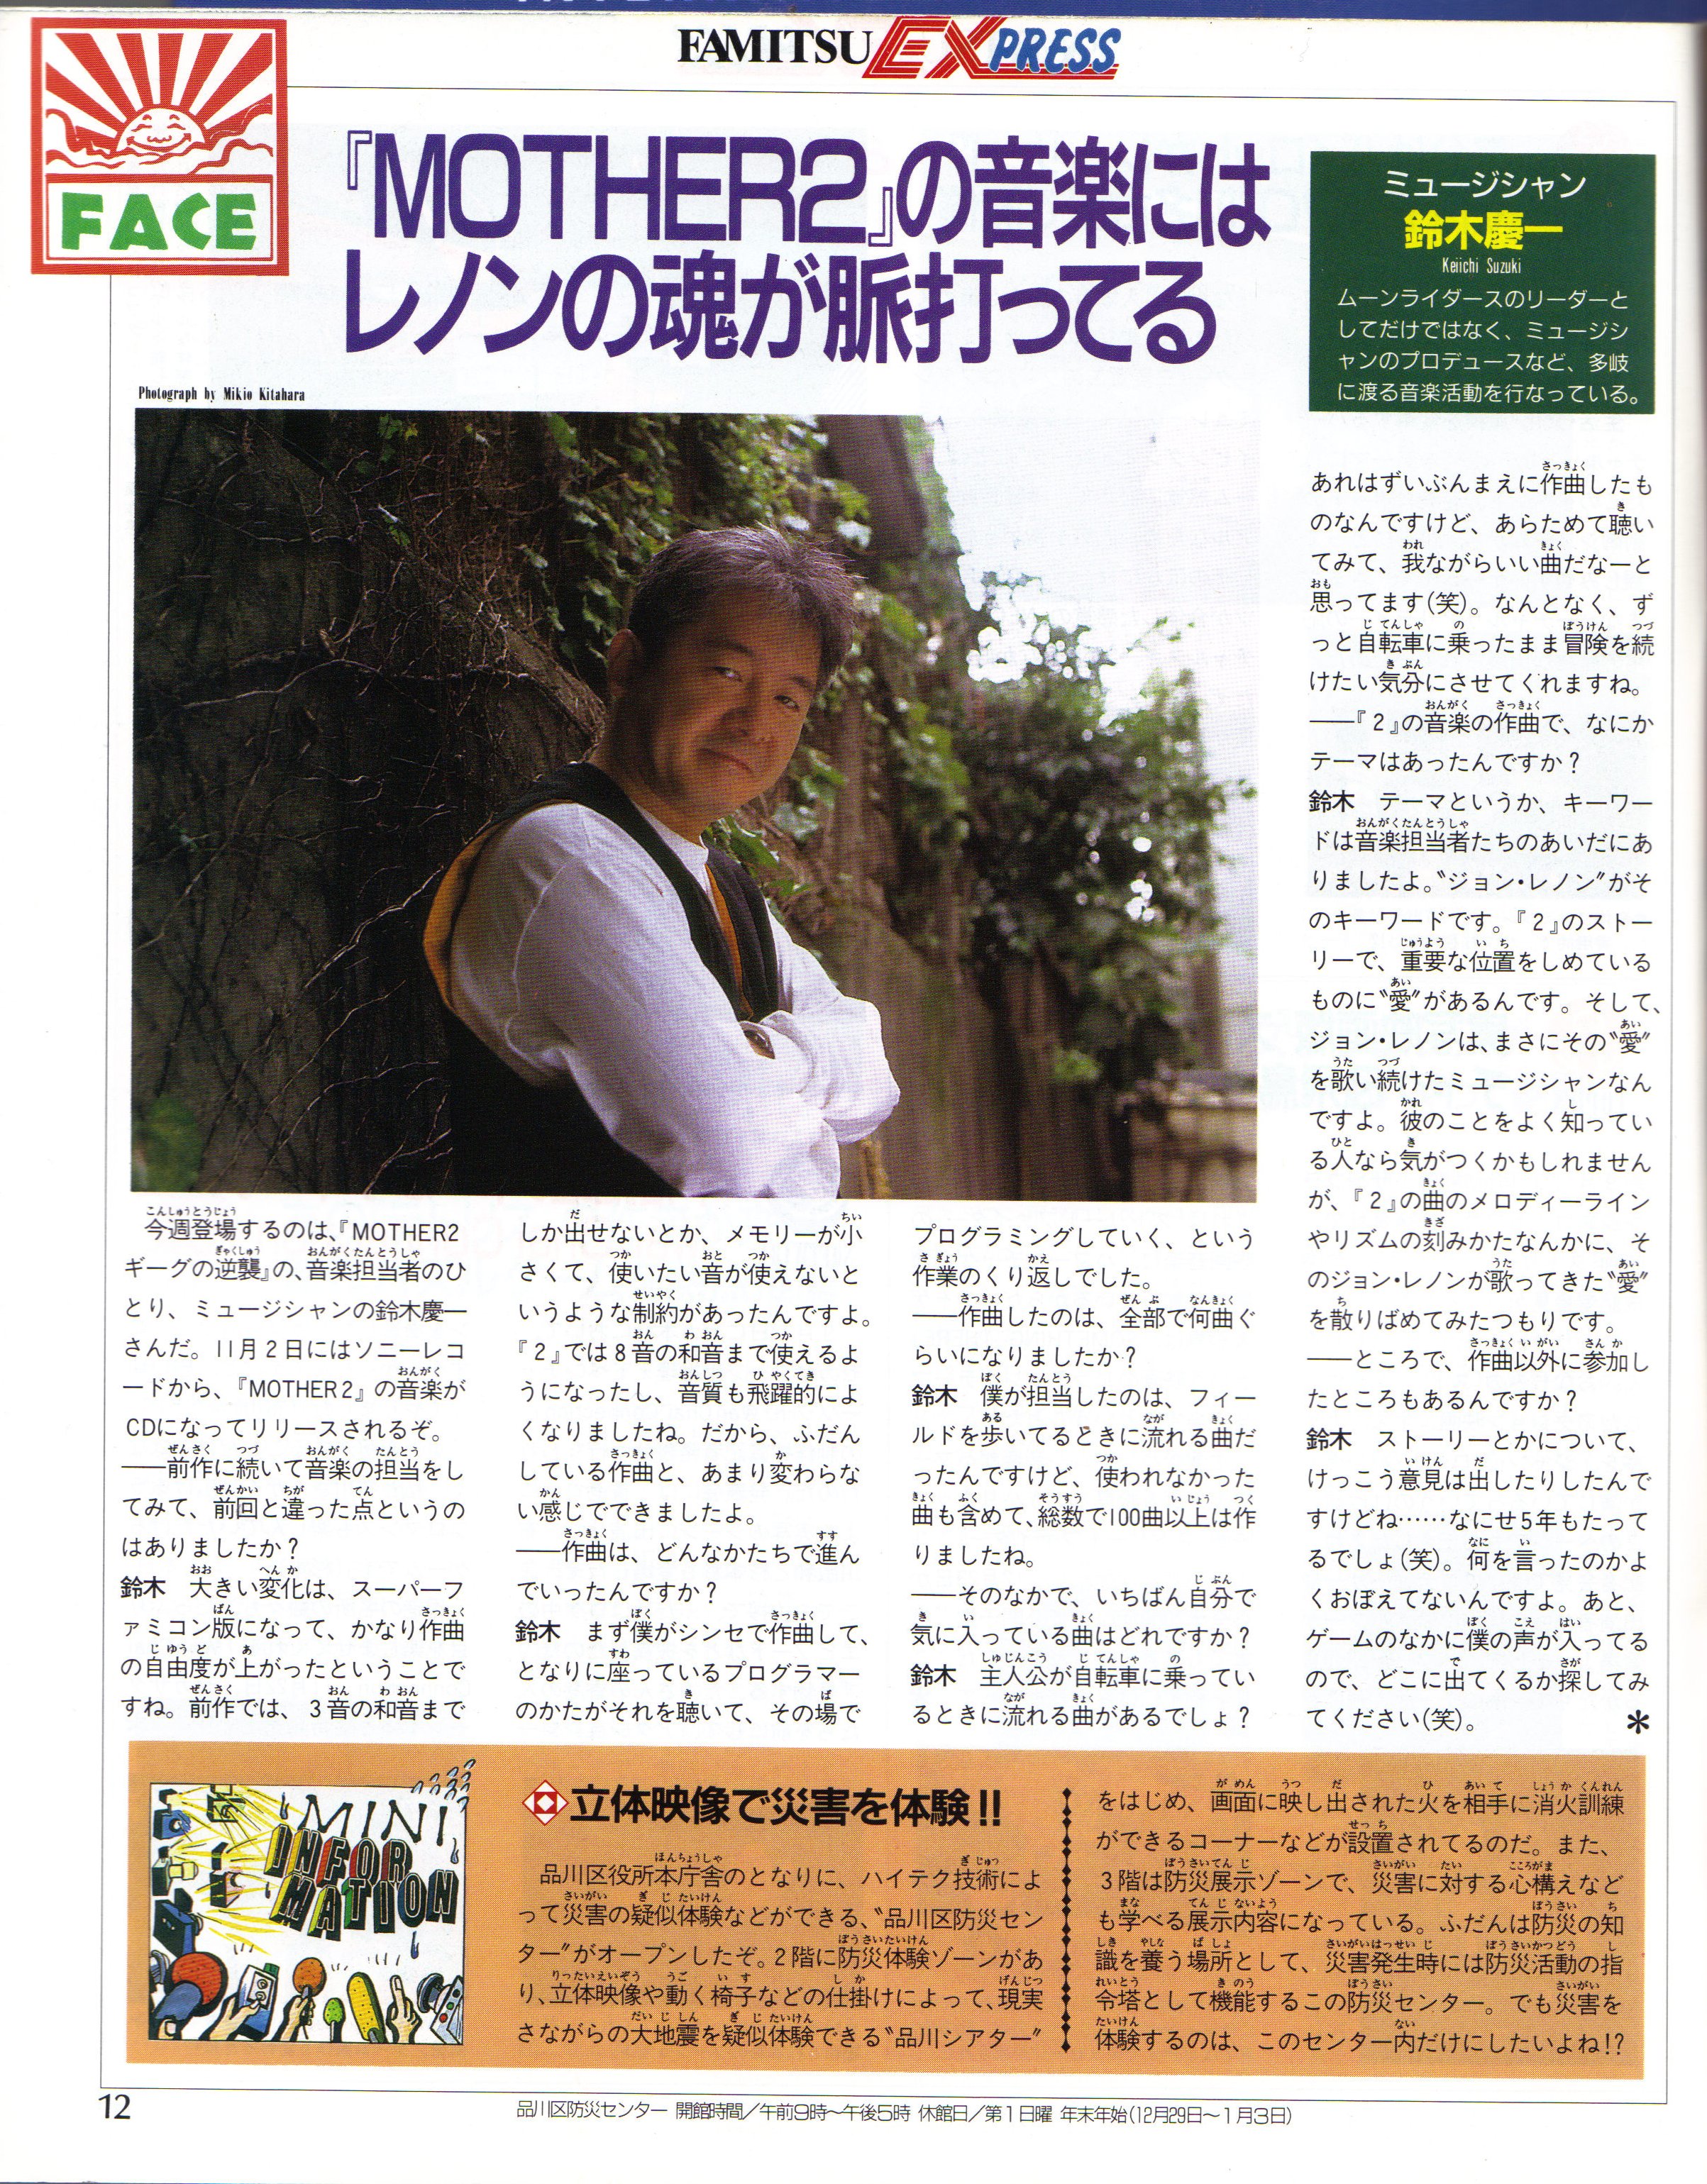 FAMITSU EXPRESS
FACE
『MOTHER2』の音楽には
レノンの魂が脈打ってる
ミュージシャン
鈴木慶一
Keiichi Suzuki
ムーンライダースのリーダーと
してだけではなく、ミュージシ
ャンのプロデュースなど、多岐
に渡る音楽活動を行なっている。
Photograph by Mikio Kitahara
今週登場するのは、『MOTHER2
ギーグの逆襲』の、音楽担当者のひ
とり、ミュージシャンの鈴木慶一
さんだ。11月2日にはソニーレコ
ードから、『MOTHER2』の音楽が
CDになってリリースされるぞ。
――前作に続いて音楽の担当をし
てみて、前回と違った点というの
はありましたか？
鈴木　大きい変化は、スーパーフ
ァミコン版になって、かなり作曲
の自由度が上がったということで
すね。前作では、3音の和音まで
しか出せないとか、メモリーが小
さくて、使いたい音が使えないと
いうような制約があったんですよ。
『2』では8音の和音まで使えるよ
うになったし、音質も飛躍的によ
くなりましたね。だから、ふだん
している作曲と、あまり変わらな
い感じでできましたよ。
――作曲は、どんなかたちで進ん
でいったんですか？
鈴木　まず僕がシンセで作曲して、
となりに座っているプログラマー
のかたがそれを聴いて、その場で
プログラミングしていく、という
作業のくり返しでした。
――作曲したのは、全部で何曲ぐ
らいになりましたか？
鈴木　僕が担当したのは、フィー
ルドを歩いてるときに流れる曲だ
ったんですけど、使われなかった
曲も含めて、総数で100曲以上は作
りましたね。
――そのなかで、いちばん自分で
気に入っている曲はどれですか？
鈴木　主人公が自転車に乗ってい
るときに流れる曲があるでしょ？
あれはずいぶんまえに作曲したも
のなんですけど、あらためて聴い
てみて、我ながらいい曲だなーと
思ってます(笑)。なんとなく、ず
っと自転車に乗ったまま冒険を続
けたい気分にさせてくれますね。
――『2』の音楽の作曲で、なにか
テーマはあったんですか？
鈴木　テーマというか、キーワー
ドは音楽担当者たちのあいだにあ
りましたよ。〝ジョン・レノン〟がそ
のキーワードです。『2』のストー
リーで、重要な位置をしめている
ものに〝愛〟があるんです。そして、
ジョン・レノンは、まさにその〝愛〟
を歌い続けたミュージシャンなん
ですよ。彼のことをよく知ってい
る人なら気がつくかもしれません
が、『2』の曲のメロディーライン
やリズムの刻みかたなんかに、そ
のジョン・レノンが歌ってきた〝愛〟
を散りばめてみたつもりです。
――ところで、作曲以外に参加し
たところもあるんですか？
鈴木　ストーリーとかについて、
けっこう意見は出したりしたんで
すけどね……なにせ5年もたって
るでしょ(笑)。何を言ったのかよ
くおぼえてないんですよ。あと、
ゲームのなかに僕の声が入ってる
ので、どこに出てくるか探してみ
てください(笑)。　＊
MINI
INFOR
MATION
立体映像で災害を体験!!
品川区役所本庁舎のとなりに、ハイテク技術によ
って災害の疑似体験などができる、〝品川区防災セン
ター〟がオープンしたぞ。2階に防災体験ゾーンがあ
り、立体映像や動く椅子などの仕掛けによって、現実
さながらの大地震を疑似体験できる〝品川シアター〟
をはじめ、画面に映し出された火を相手に消火訓練
ができるコーナーなどが設置されてるのだ。また、
3階は防災展示ゾーンで、災害に対する心構えなど
も学べる展示内容になっている。ふだんは防災の知
識を養う場所として、災害発生時には防災活動の指
令塔として機能するこの防災センター。でも災害を
体験するのは、このセンター内だけにしたいよね!?
12
品川区防災センター 開館時間／午前9時～午後5時 休館日／第1日曜 年末年始(12月29日～1月3日)